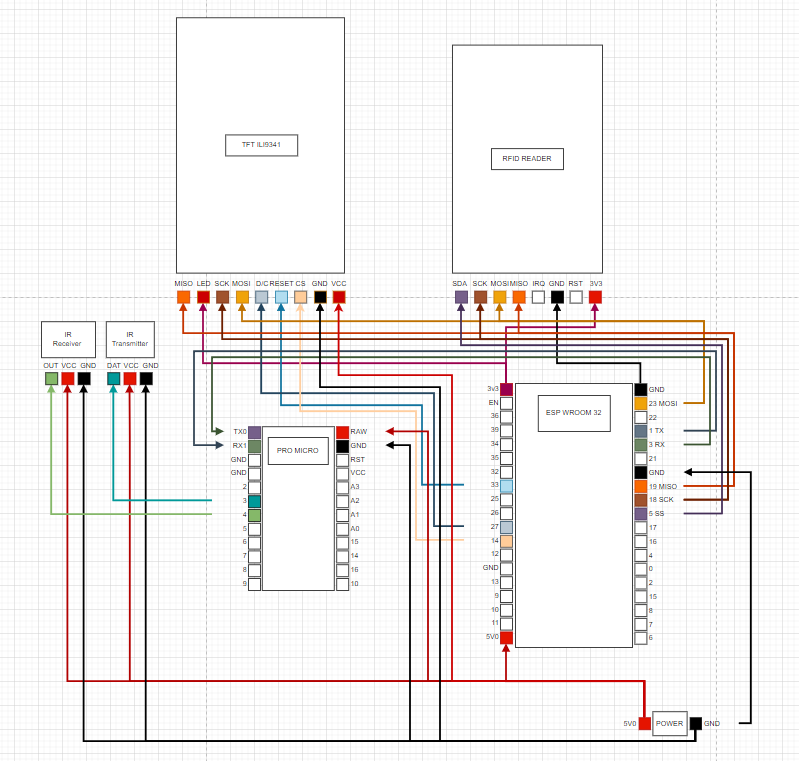 TFT ILI9341
RFID READER
MISO LED SCK MOSI D/C RESET CS GND VCC
SDA SCK MOSI MISO IRQ GND RST 3V3
IR
Receiver
IR
Transmitter
OUT VCC GND
DAT VCC GND
PRO MICRO
TX0
RX1
GND
GND
2
3
4
5
6
7
8
9
RAW
GND
RST
VCC
A3
A2
A1
A0
15
14
16
10
ESP WROOM 32
3v3
EN
36
39
34
35
32
33
25
26
27
14
12
GND
13
9
10
11
5V0
GND
23 MOSI
22
1 TX
3 RX
21
GND
19 MISO
18 SCK
5 SS
17
16
4
0
2
15
8
7
6
5V0 POWER GND